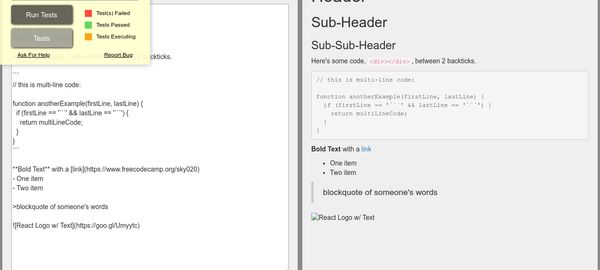 Run Tests
Test(s) Failed
Tests Passed
Tests Executing
Tests
Ask For Help
Report Bug
```
// this is multi-line code:
function anotherExample(firstLine, lastLine) {
if (firstLine == '```' && lastLine == '```') {
return multiLineCode;
}
}
```
**Bold Text** with a [link](https://www.freecodecamp.org/sky020)
- One item
- Two item
>blockquote of someone's words
![React Logo w/ Text](https://goo.gl/Umyytc)
Sub-Header
Sub-Sub-Header
Here's some code, <div></div>, between 2 backticks.
// this is multi-line code:
function anotherExample(firstLine, lastLine) {
if (firstLine == '```' && lastLine == '```') {
return multiLineCode;
}
}
Bold Text with a link
• One item
• Two item
blockquote of someone's words
React Logo w/ Text